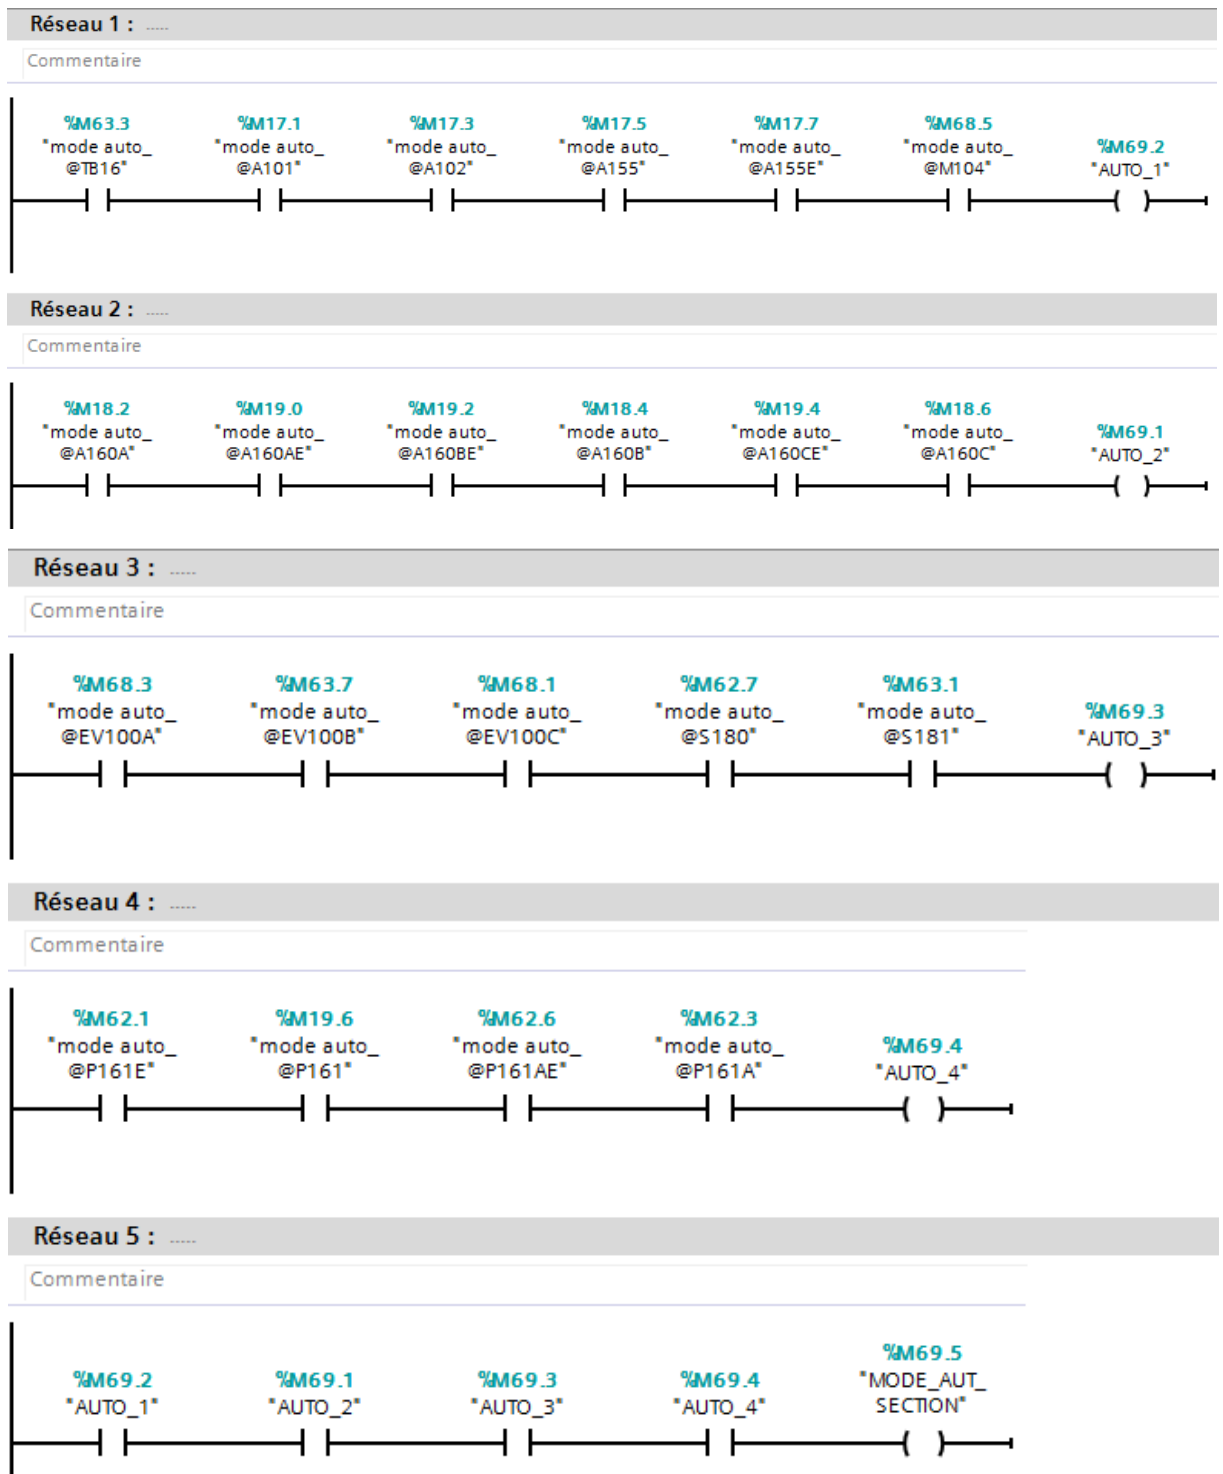 Réseau 1 : .....
Commentaire
%M63.3 %M17.1 %M17.3 %M17.5 %M17.7 %M68.5
"mode auto_ "mode auto_ "mode auto_ "mode auto_ "mode auto_ "mode auto_ %M69.2
@TB16" @A101" @A102" @A155" @A155E" @M104" "AUTO_1"
Réseau 2 : .....
Commentaire
%M18.2 %M19.0 %M19.2 %M18.4 %M19.4 %M18.6
"mode auto_ "mode auto_ "mode auto_ "mode auto_ "mode auto_ "mode auto_ %M69.1
@A160A" @A160AE" @A160BE" @A160B" @A160CE" @A160C" "AUTO_2"
Réseau 3 : .....
Commentaire
%M68.3 %M63.7 %M68.1 %M62.7 %M63.1
"mode auto_ "mode auto_ "mode auto_ "mode auto_ "mode auto_ %M69.3
@EV100A" @EV100B" @EV100C" @S180" @S181" "AUTO_3"
Réseau 4 : .....
Commentaire
%M62.1 %M19.6 %M62.6 %M62.3
"mode auto_ "mode auto_ "mode auto_ "mode auto_ %M69.4
@P161E" @P161" @P161AE" @P161A" "AUTO_4"
Réseau 5 : .....
Commentaire
%M69.5
%M69.2 %M69.1 %M69.3 %M69.4 "MODE_AUT_
"AUTO_1" "AUTO_2" "AUTO_3" "AUTO_4" SECTION"